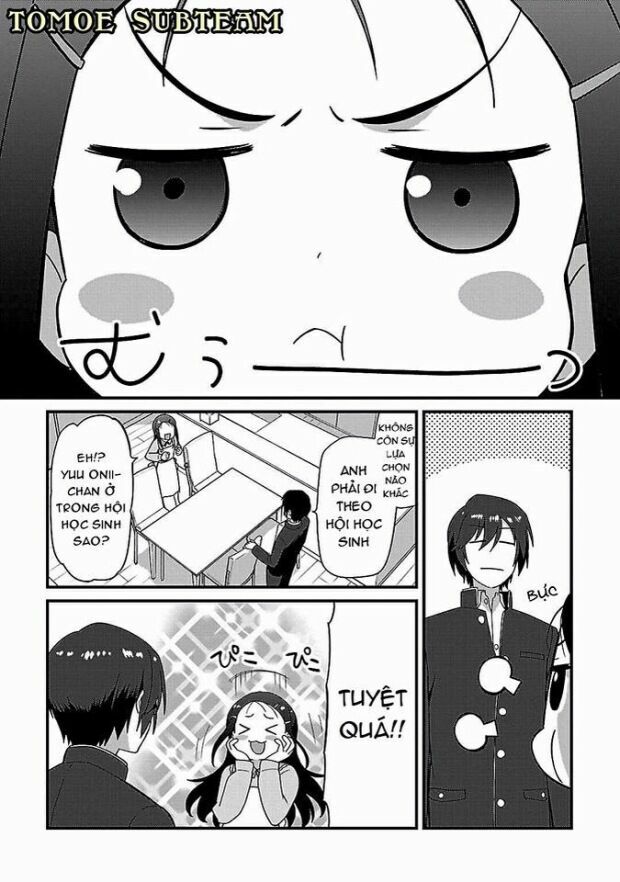 TOMOE SUBTEAM
むぅーっ
BỰC
KHÔNG
CÒN SỰ
LỰA
CHỌN
NÀO
KHÁC
ANH
PHẢI ĐI
THEO
HỘI HỌC
SINH
EH!?
YUU ONII-
CHAN Ở
TRONG HỘI
HỌC SINH
SAO?
TUYỆT
QUÁ!!
ぴこ
ぴこ